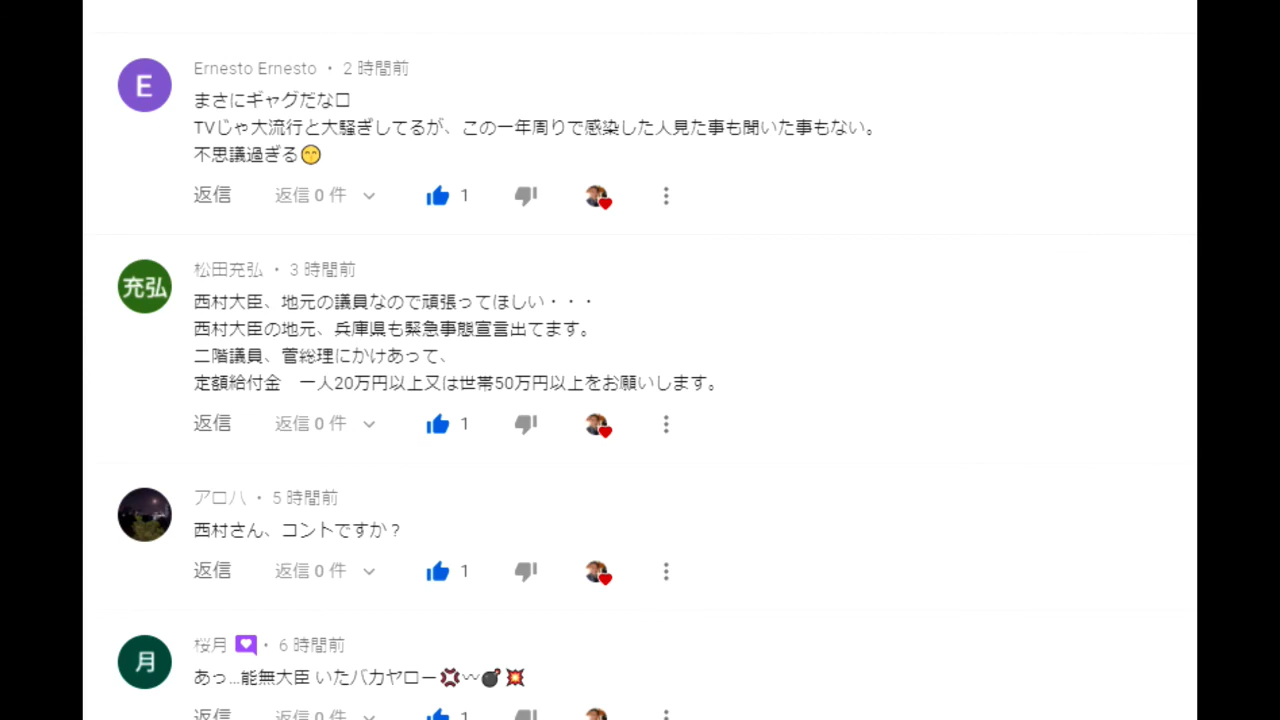 E
Ernesto Ernesto ・ 2 時間前
まさにギャグだな□
TVじゃ大流行と大騒ぎしてるが、この一年周りで感染した人見た事も聞いた事もない。
不思議過ぎる😙
返信 返信 0 件 1
充弘
松田充弘 ・ 3 時間前
西村大臣、地元の議員なので頑張ってほしい・・・
西村大臣の地元、兵庫県も緊急事態宣言出てます。
二階議員、菅総理にかけあって、
定額給付金　一人20万円以上又は世帯50万円以上をお願いします。
返信 返信 0 件 1
アロハ ・ 5 時間前
西村さん、コントですか？
返信 返信 0 件 1
月
桜月 ・ 6 時間前
あっ...能無大臣 いたバカヤロー💢〰💣💥
返信 返信 0 件 1